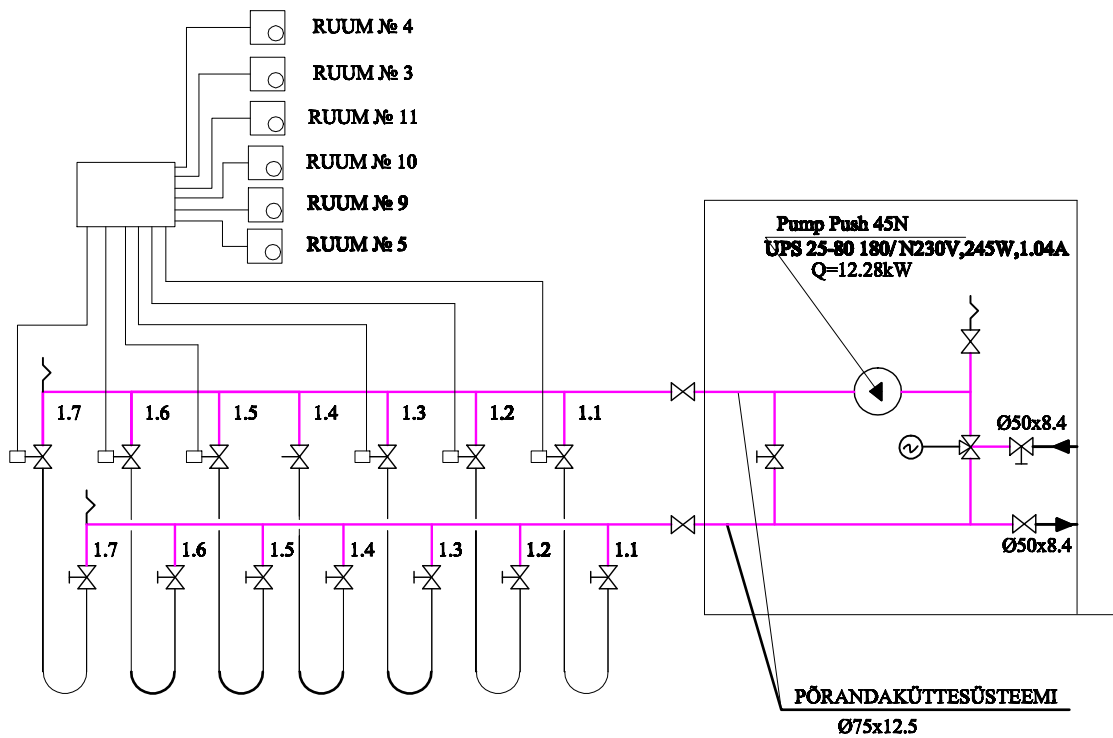 RUUM № 4
RUUM № 3
RUUM № 11
RUUM № 10
RUUM № 9
RUUM № 5
Pump Push 45N
UPS 25-80 180/ N230V,245W,1.04A
Q=12.28kW
1.7 1.6 1.5 1.4 1.3 1.2 1.1
Ø50x8.4
1.7 1.6 1.5 1.4 1.3 1.2 1.1
Ø50x8.4
PÕRANDAKÜTTESÜSTEEMI
Ø75x12.5